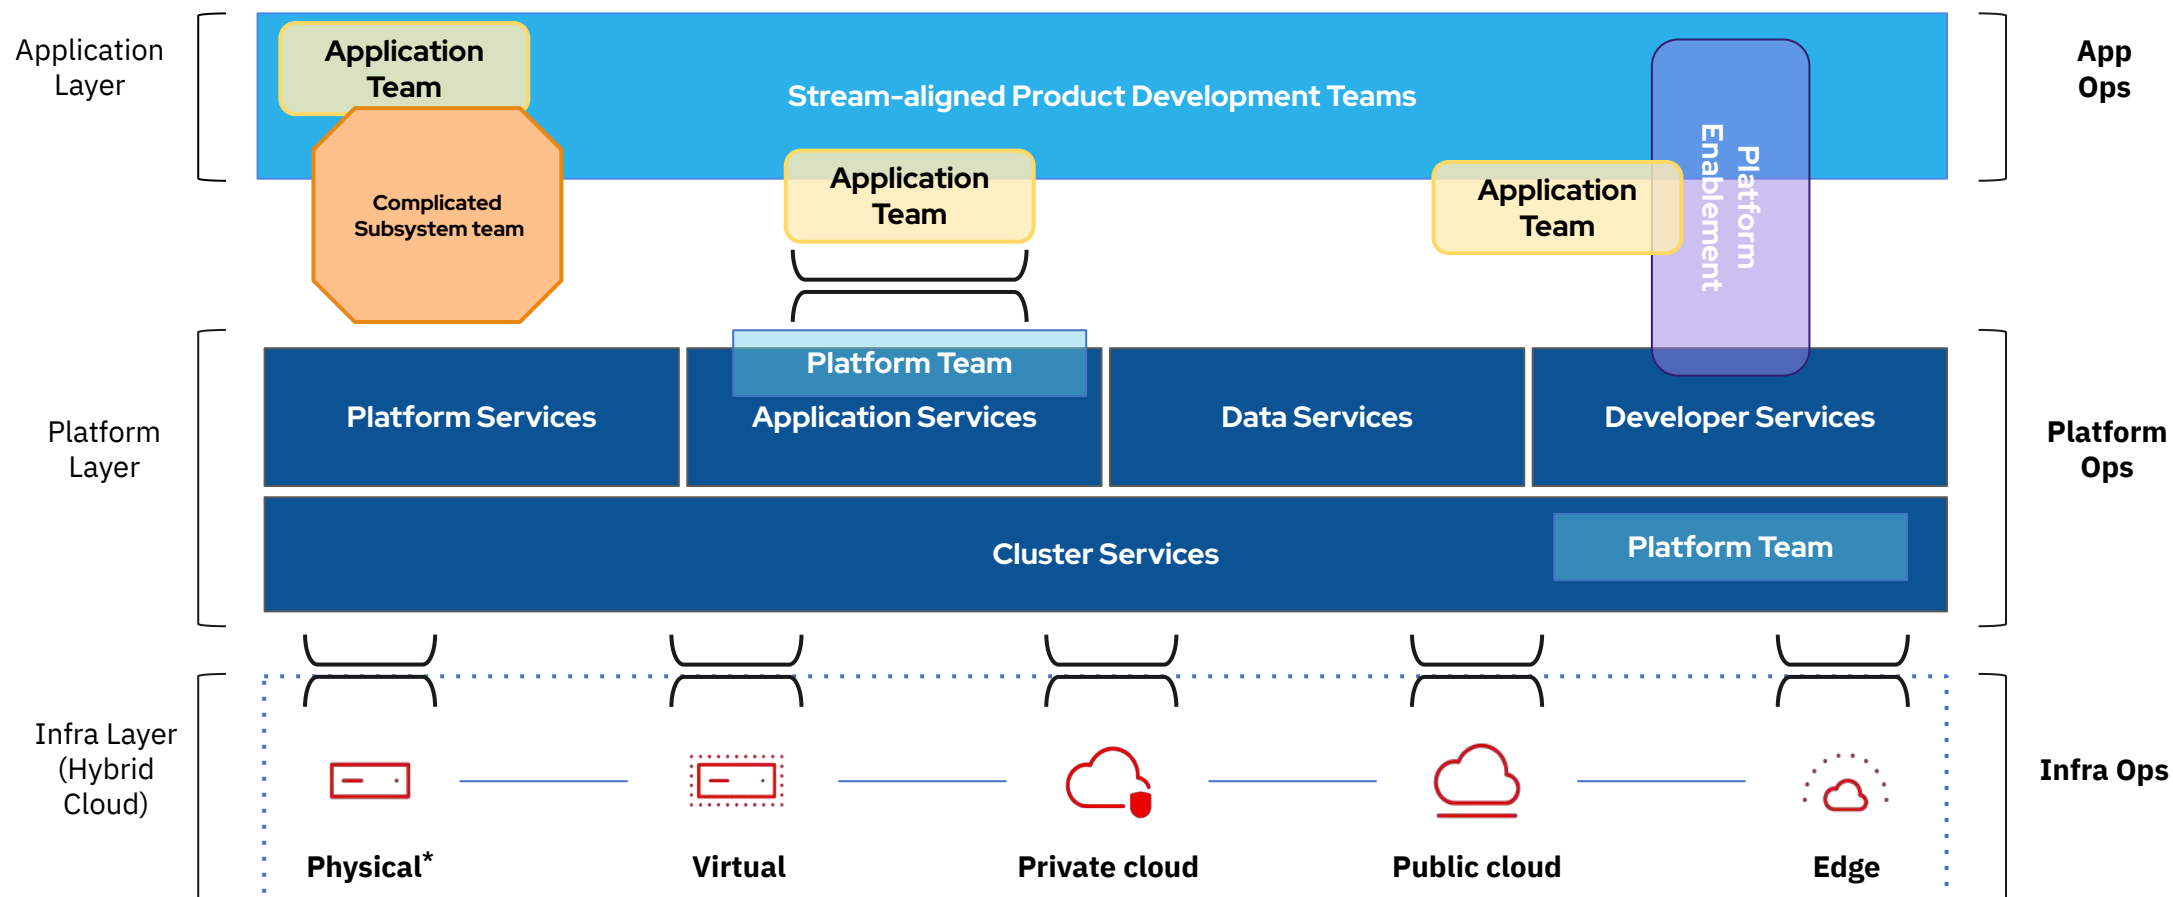 Application
Layer
Application
Team
Stream-aligned Product Development Teams
App
Ops
Complicated
Subsystem team
Application
Team
Application
Team
Platform
Enablement
Platform
Layer
Platform Team
Platform Services
Application Services
Data Services
Developer Services
Platform
Ops
Cluster Services
Platform Team
Infra Layer
(Hybrid
Cloud)
Infra Ops
Physical*
Virtual
Private cloud
Public cloud
Edge